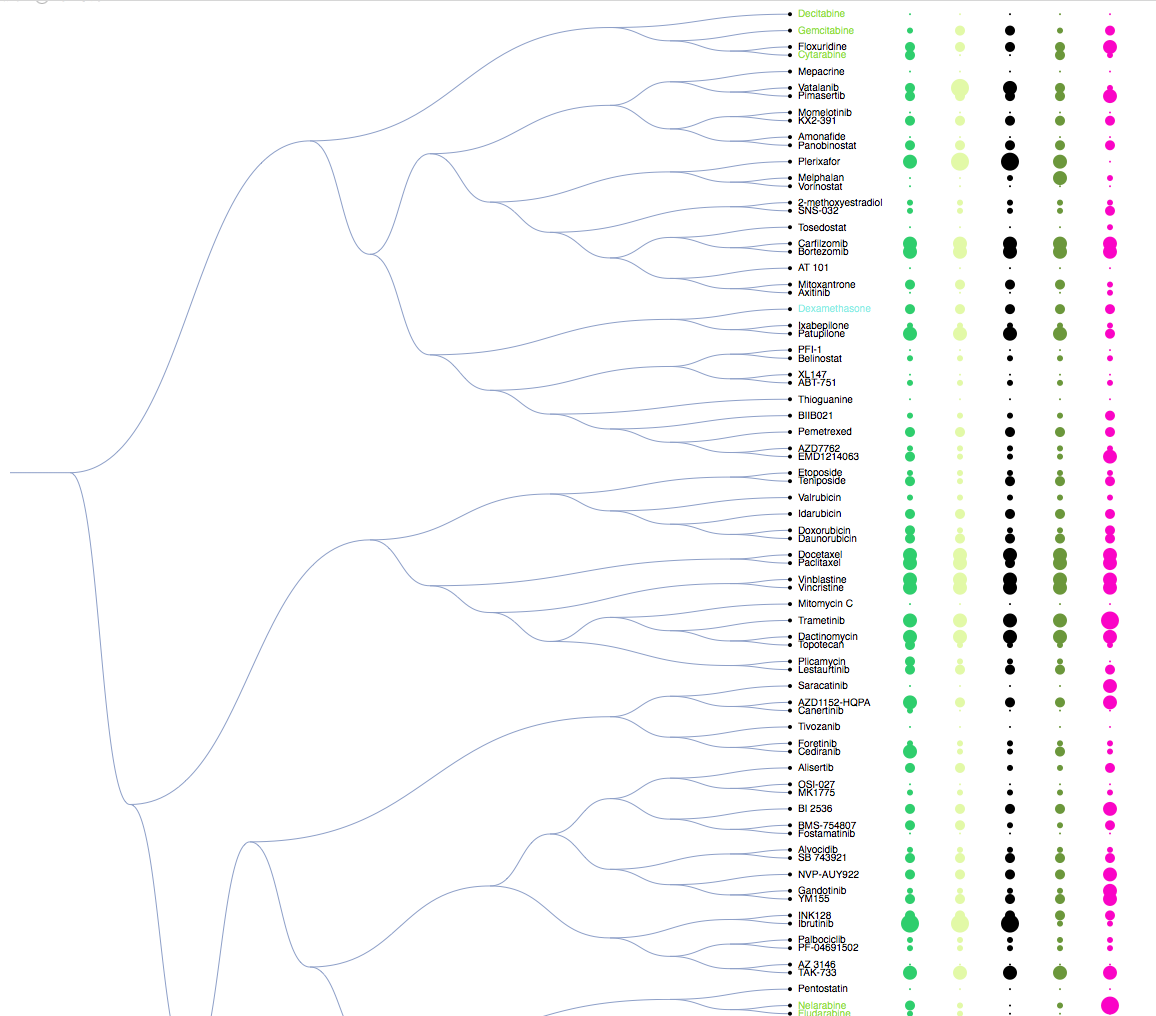 Decitabine
Gemcitabine
Floxuridine
Cytarabine
Mepacrine
Vatalanib
Pimasertib
Momelotinib
KX2-391
Amonafide
Panobinostat
Plerixafor
Melphalan
Vorinostat
2-methoxyestradiol
SNS-032
Tosedostat
Carfilzomib
Bortezomib
AT 101
Mitoxantrone
Axitinib
Dexamethasone
Ixabepilone
Patupilone
PFI-1
Belinostat
XL147
ABT-751
Thioguanine
BIIB021
Pemetrexed
AZD7762
EMD1214063
Etoposide
Teniposide
Valrubicin
Idarubicin
Doxorubicin
Daunorubicin
Docetaxel
Paclitaxel
Vinblastine
Vincristine
Mitomycin C
Trametinib
Dactinomycin
Topotecan
Plicamycin
Lestaurtinib
Saracatinib
AZD1152-HQPA
Canertinib
Tivozanib
Foretinib
Cediranib
Alisertib
OSI-027
MK1775
BI 2536
BMS-754807
Fostamatinib
Alvocidib
SB 743921
NVP-AUY922
Gandotinib
YM155
INK128
Ibrutinib
Palbociclib
PF-04691502
AZ 3146
TAK-733
Pentostatin
Nelarabine
Fludarabine